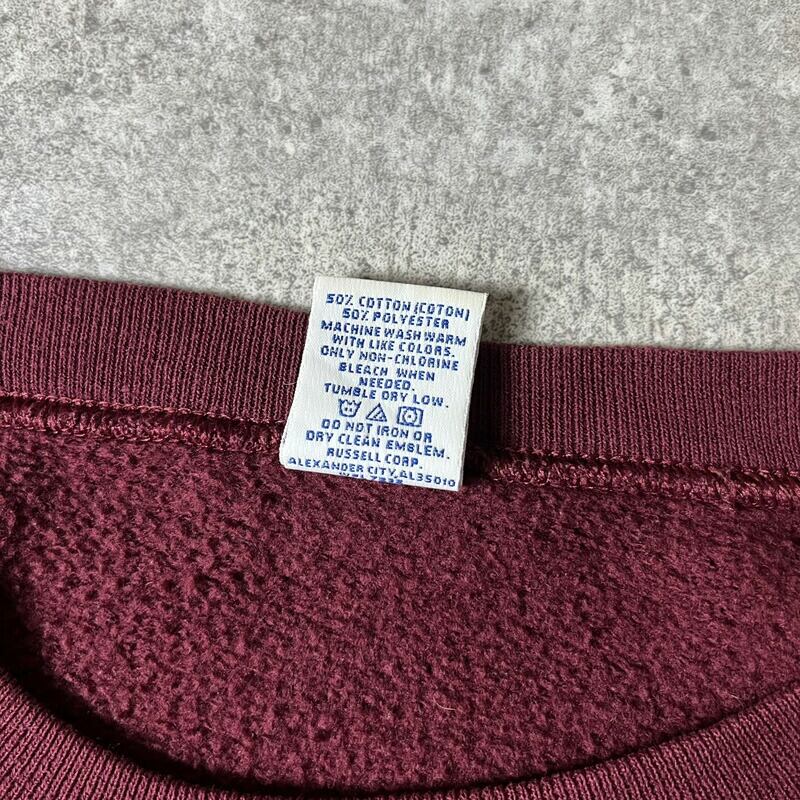 50% COTTON (COTON)
50% POLYESTER
MACHINE WASH WARM
WITH LIKE COLORS.
ONLY NON-CHLORINE
BLEACH WHEN
NEEDED.
TUMBLE DRY LOW.
DO NOT IRON OR
DRY CLEAN EMBLEM.
RUSSELL CORP.
ALEXANDER CITY, AL35010